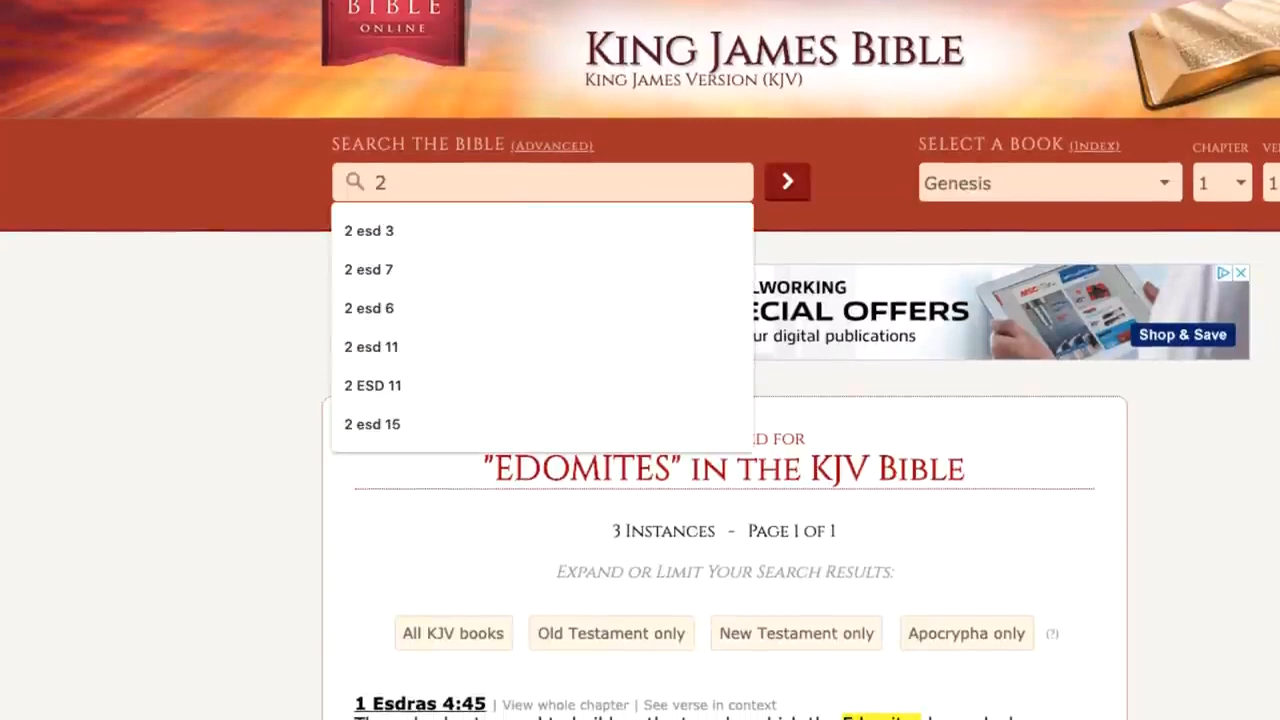 BIBLE
ONLINE
KING JAMES BIBLE
KING JAMES VERSION (KJV)
SEARCH THE BIBLE (ADVANCED)
SELECT A BOOK (INDEX)
CHAPTER
2
Genesis
1
1
2 esd 3
2 esd 7
2 esd 6
2 esd 11
2 ESD 11
2 esd 15
LWORKING
ECIAL OFFERS
ur digital publications
Shop & Save
D FOR
"EDOMITES" IN THE KJV BIBLE
3 INSTANCES - PAGE 1 OF 1
EXPAND OR LIMIT YOUR SEARCH RESULTS:
All KJV books
Old Testament only
New Testament only
Apocrypha only
(?)
1 Esdras 4:45 | View whole chapter | See verse in context